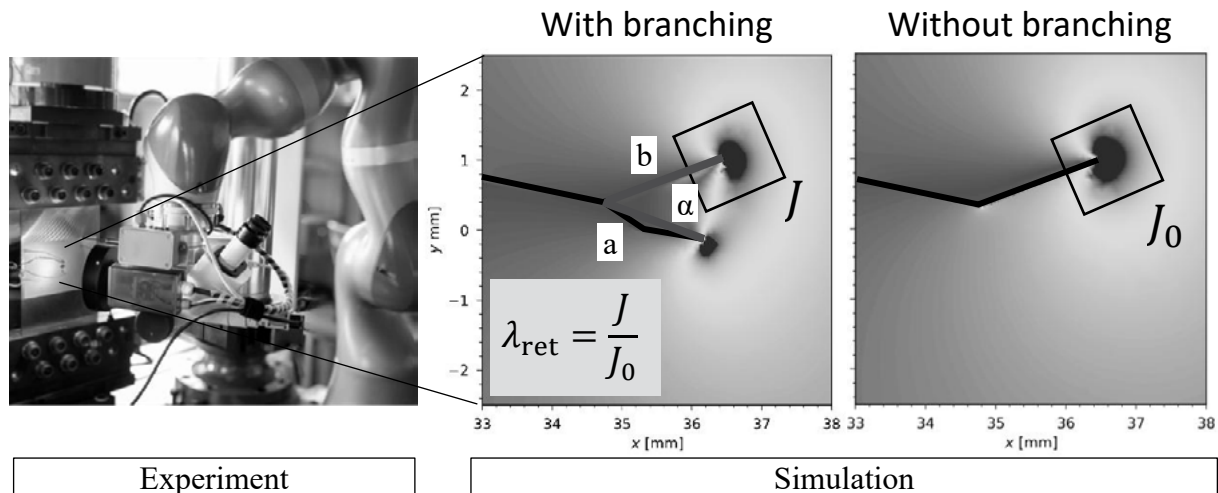 With branching
Without branching
2
1
0
−1
−2
y mm
b
α
a
J
λret = J / J0
33
34
35
36
37
38
x [mm]
J0
33
34
35
36
37
38
x [mm]
Experiment
Simulation